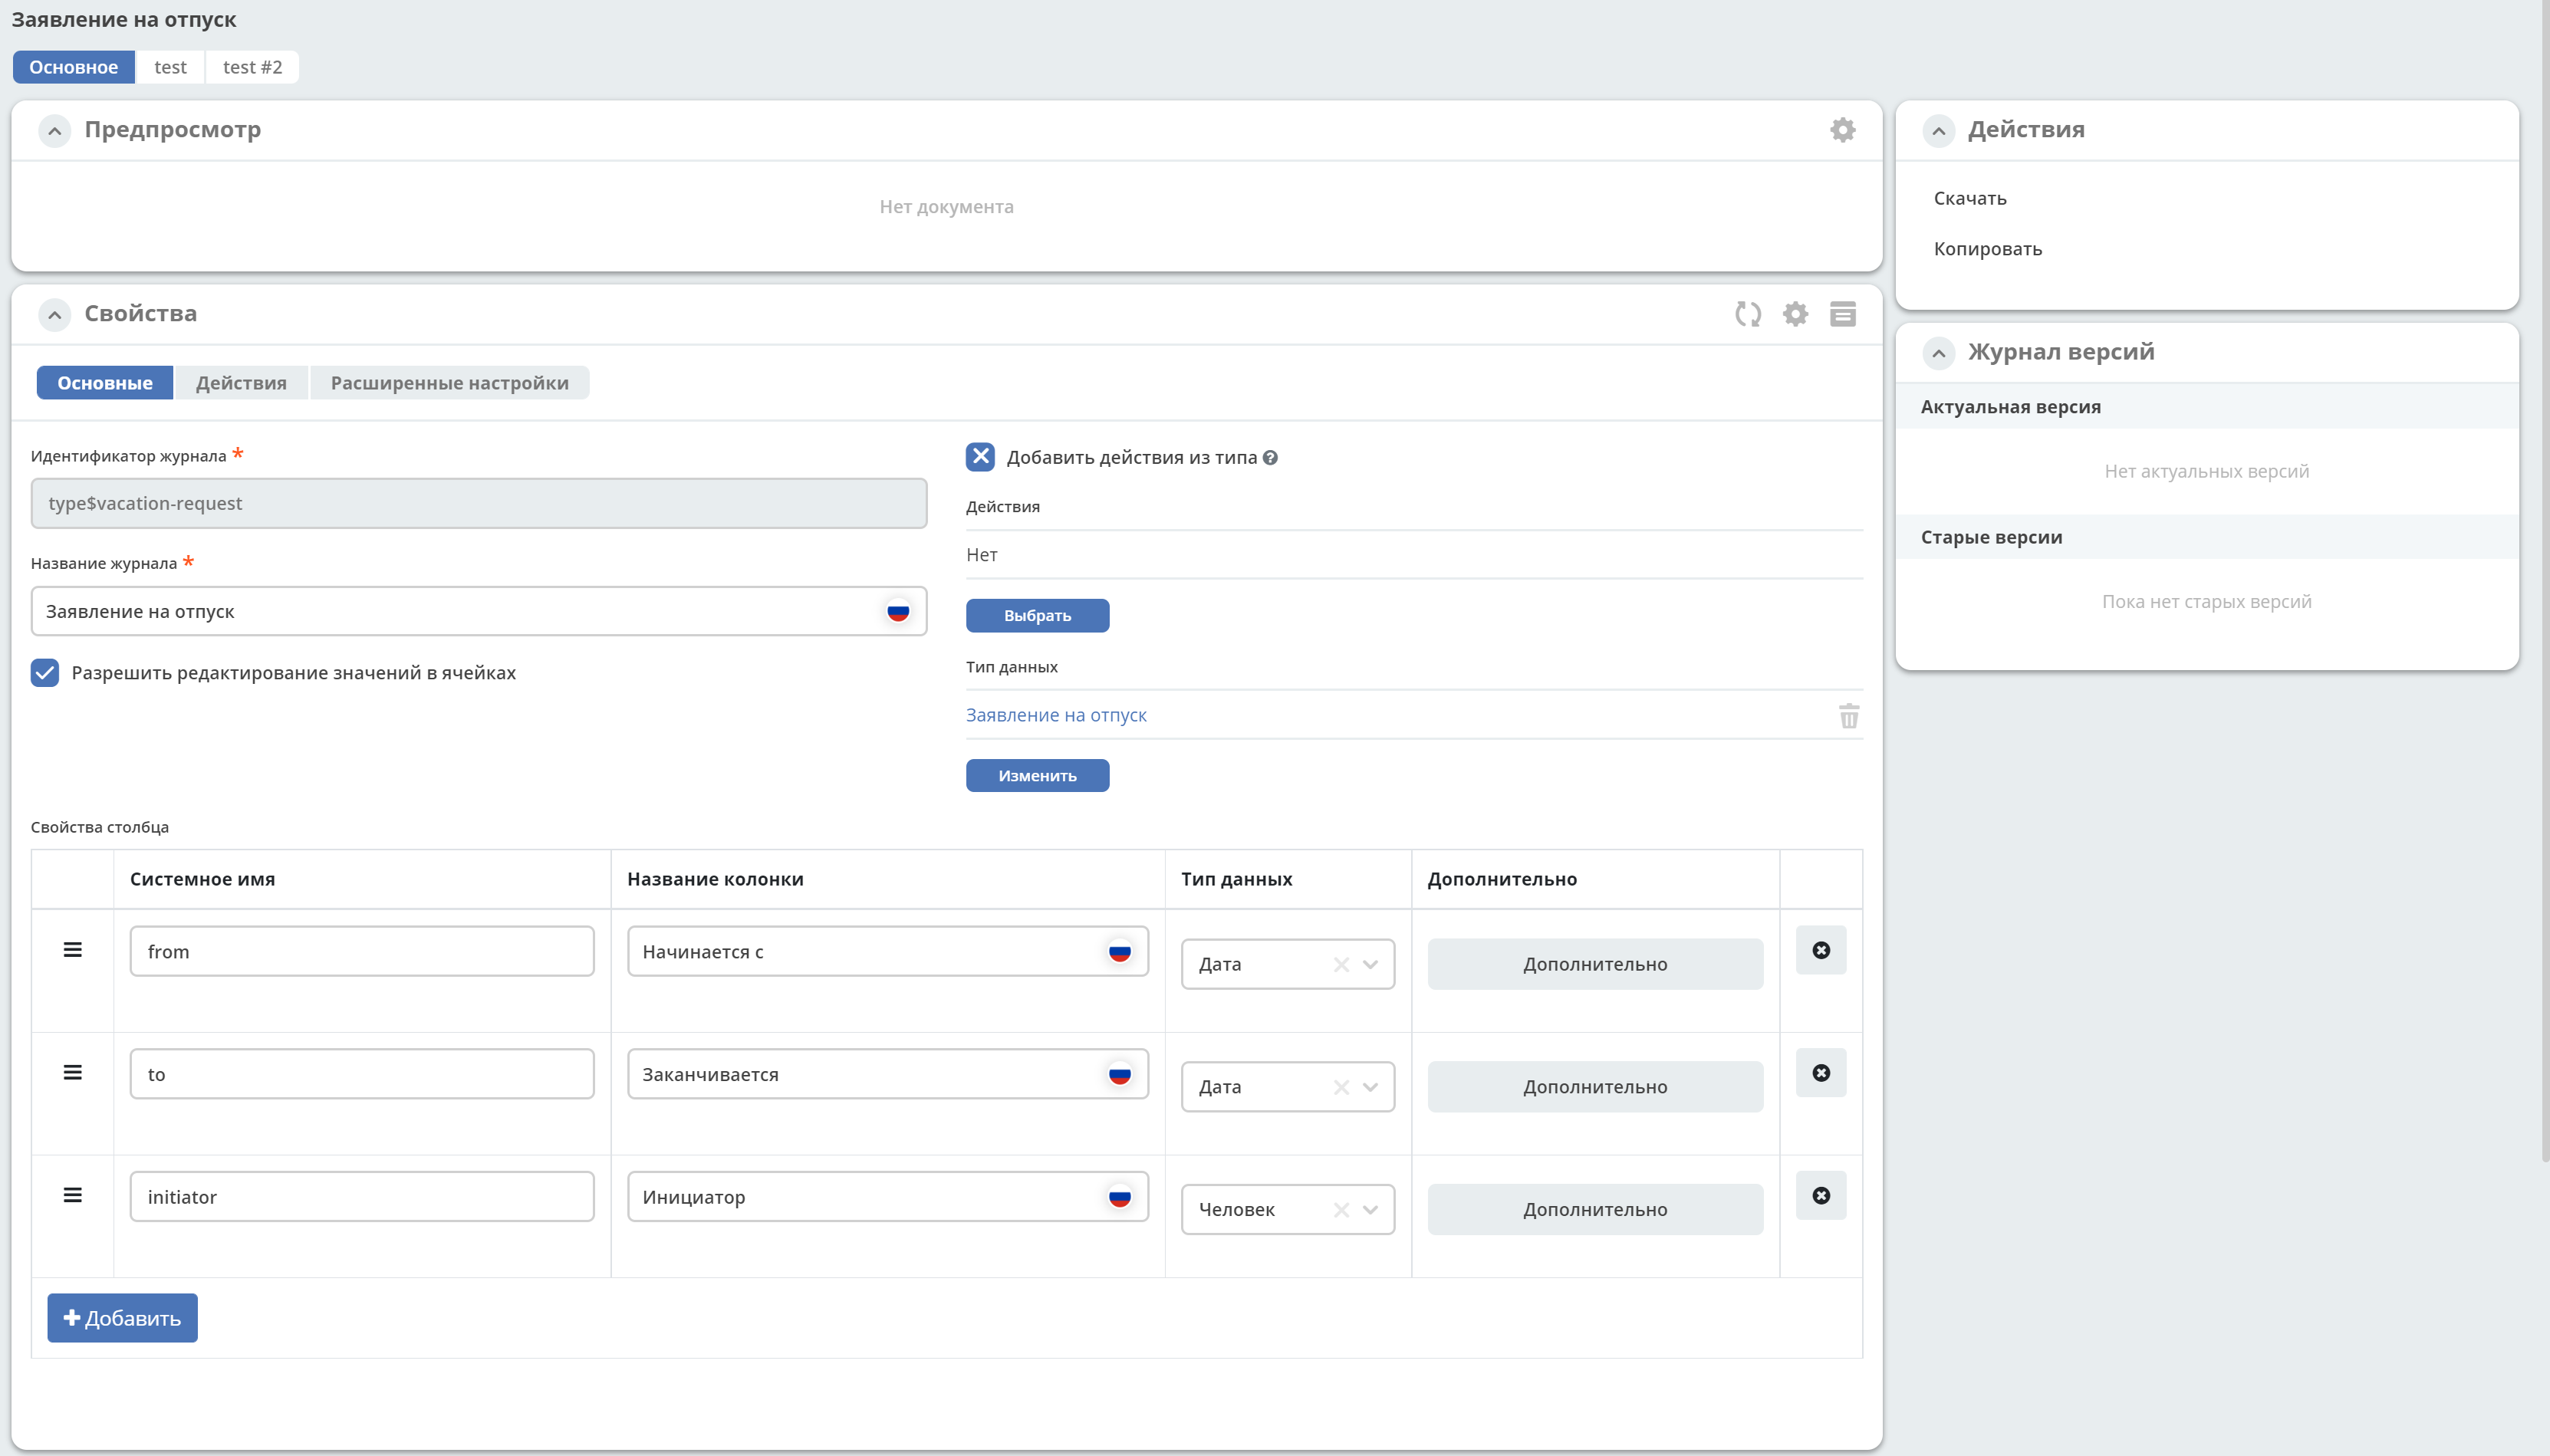 Заявление на отпуск
Основное test test #2
Предпросмотр
Нет документа
Свойства
Основные Действия Расширенные настройки
Идентификатор журнала *
type$vacation-request
Название журнала *
Заявление на отпуск
Разрешить редактирование значений в ячейках
Добавить действия из типа
Действия
Нет
Выбрать
Тип данных
Заявление на отпуск
Изменить
Свойства столбца
Системное имя Название колонки Тип данных Дополнительно
from Начинается с Дата Дополнительно
to Заканчивается Дата Дополнительно
initiator Инициатор Человек Дополнительно
Добавить
Действия
Скачать
Копировать
Журнал версий
Актуальная версия
Нет актуальных версий
Старые версии
Пока нет старых версий